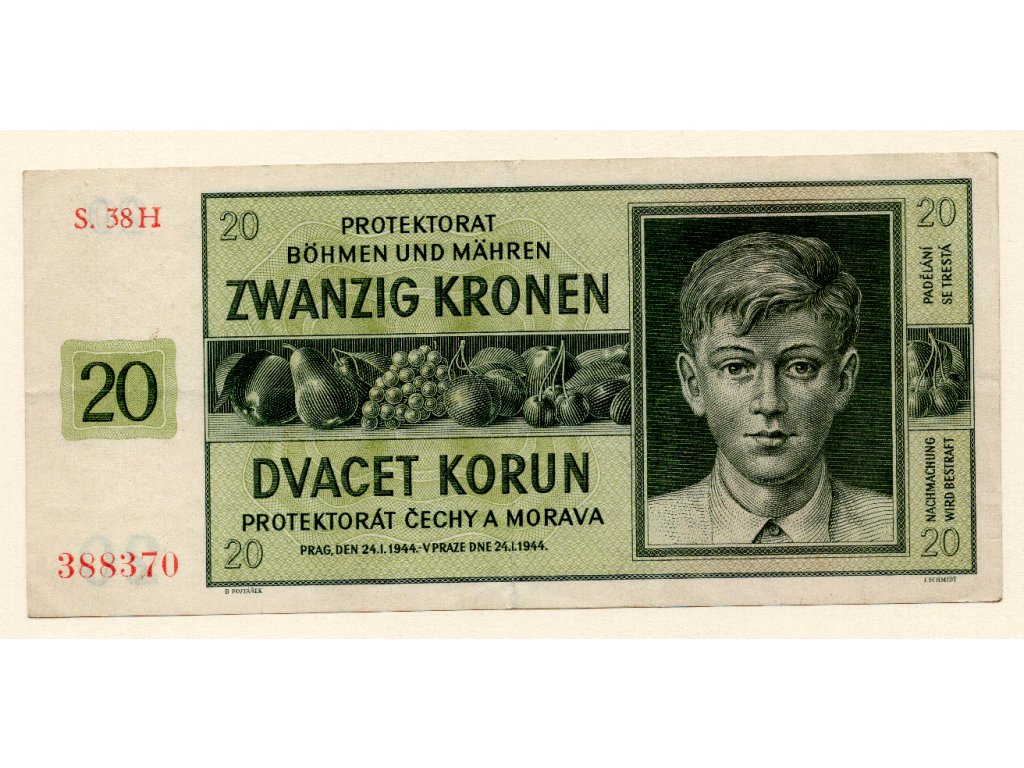 S. 38H
20
388370
20
PROTEKTORAT
BÖHMEN UND MÄHREN
ZWANZIG KRONEN
DVACET KORUN
PROTEKTORÁT ČECHY A MORAVA
20
PRAG, DEN 24.I.1944.-V PRAZE DNE 24.I.1944.
20
PADĚLÁNÍ
SE TRESTÁ
NACHMACHUNG
WIRD BESTRAFT
20
J. SCHMIDT